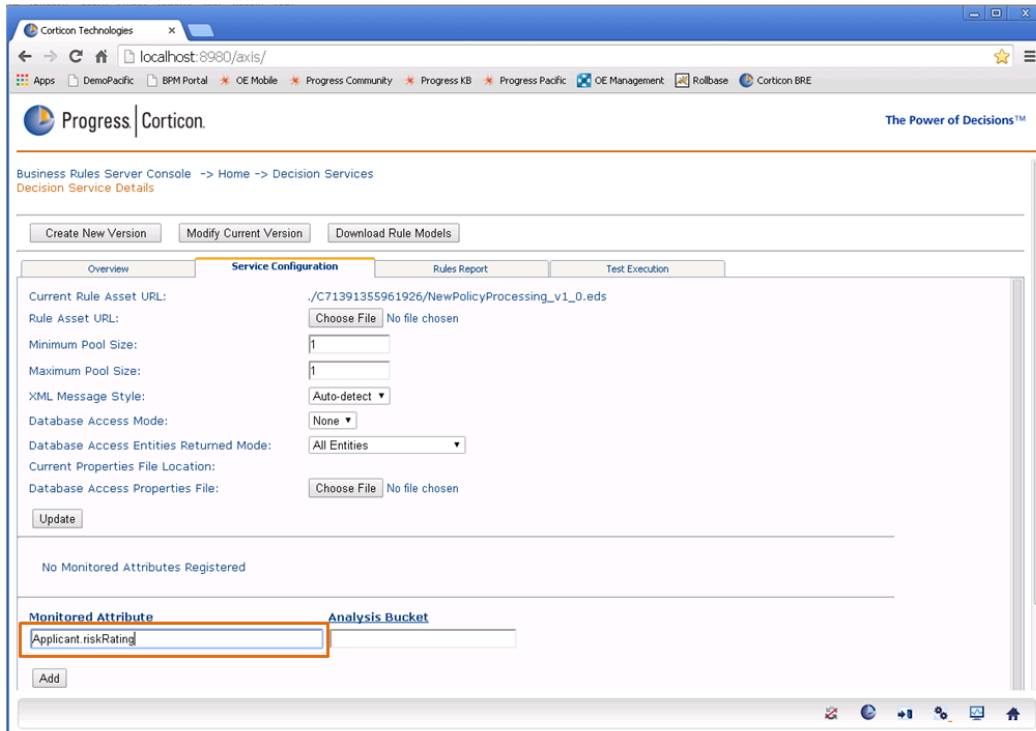 Corticon Technologies
localhost:8980/axis/
Apps DemoPacific BPM Portal OE Mobile Progress Community Progress KB Progress Pacific OE Management Rollbase Corticon BRE
Progress Corticon. The Power of Decisions™
Business Rules Server Console -> Home -> Decision Services
Decision Service Details
Create New Version Modify Current Version Download Rule Models
Overview Service Configuration Rules Report Test Execution
Current Rule Asset URL: ./C71391355961926/NewPolicyProcessing_v1_0.eds
Rule Asset URL: Choose File No file chosen
Minimum Pool Size: 1
Maximum Pool Size: 1
XML Message Style: Auto-detect
Database Access Mode: None
Database Access Entities Returned Mode: All Entities
Current Properties File Location:
Database Access Properties File: Choose File No file chosen
Update
No Monitored Attributes Registered
Monitored Attribute Analysis Bucket
Applicant.riskRating
Add